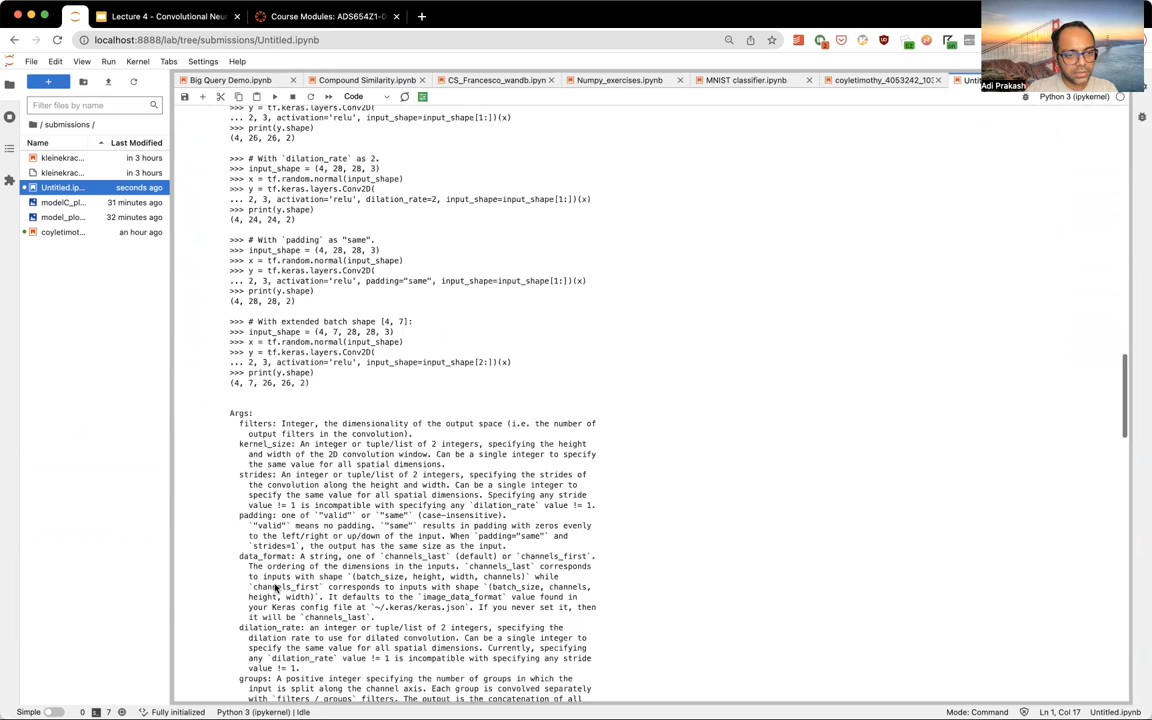 Lecture 4 - Convolutional Neur
Course Modules: ADS654Z1-0
localhost:8888/lab/tree/submissions/Untitled.ipynb
File Edit View Run Kernel Tabs Settings Help
Adi Prakash
Big Query Demo.ipynb
Compound Similarity.ipynb
CS_Francesco_wandb.ipyn
Numpy_exercises.ipynb
MNIST classifier.ipynb
coyletimothy_4053242_103
Unt
Code
Python 3 (ipykernel)
Filter files by name
/ submissions /
Name Last Modified
kleinekrac... in 3 hours
kleinekrac... in 3 hours
Untitled.ip... seconds ago
modelC_pl... 31 minutes ago
model_plo... 32 minutes ago
coyletimot... an hour ago
>>> y = tf.keras.layers.Conv2D(
... 2, 3, activation='relu', input_shape=input_shape[1:])(x)
>>> print(y.shape)
(4, 26, 26, 2)
>>> # With `dilation_rate` as 2.
>>> input_shape = (4, 28, 28, 3)
>>> x = tf.random.normal(input_shape)
>>> y = tf.keras.layers.Conv2D(
... 2, 3, activation='relu', dilation_rate=2, input_shape=input_shape[1:])(x)
>>> print(y.shape)
(4, 24, 24, 2)
>>> # With `padding` as "same".
>>> input_shape = (4, 28, 28, 3)
>>> x = tf.random.normal(input_shape)
>>> y = tf.keras.layers.Conv2D(
... 2, 3, activation='relu', padding="same", input_shape=input_shape[1:])(x)
>>> print(y.shape)
(4, 28, 28, 2)
>>> # With extended batch shape [4, 7]:
>>> input_shape = (4, 7, 28, 28, 3)
>>> x = tf.random.normal(input_shape)
>>> y = tf.keras.layers.Conv2D(
... 2, 3, activation='relu', input_shape=input_shape[2:])(x)
>>> print(y.shape)
(4, 7, 26, 26, 2)
Args:
filters: Integer, the dimensionality of the output space (i.e. the number of
output filters in the convolution).
kernel_size: An integer or tuple/list of 2 integers, specifying the height
and width of the 2D convolution window. Can be a single integer to specify
the same value for all spatial dimensions.
strides: An integer or tuple/list of 2 integers, specifying the strides of
the convolution along the height and width. Can be a single integer to
specify the same value for all spatial dimensions. Specifying any stride
value != 1 is incompatible with specifying any `dilation_rate` value != 1.
padding: one of `"valid"` or `"same"` (case-insensitive).
`"valid"` means no padding. `"same"` results in padding with zeros evenly
to the left/right or up/down of the input. When `padding="same"` and
`strides=1`, the output has the same size as the input.
data_format: A string, one of `channels_last` (default) or `channels_first`.
The ordering of the dimensions in the inputs. `channels_last` corresponds
to inputs with shape `(batch_size, height, width, channels)` while
`channels_first` corresponds to inputs with shape `(batch_size, channels,
height, width)`. It defaults to the `image_data_format` value found in
your Keras config file at `~/.keras/keras.json`. If you never set it, then
it will be `channels_last`.
dilation_rate: an integer or tuple/list of 2 integers, specifying the
dilation rate to use for dilated convolution. Can be a single integer to
specify the same value for all spatial dimensions. Currently, specifying
any `dilation_rate` value != 1 is incompatible with specifying any stride
value != 1.
groups: A positive integer specifying the number of groups in which the
input is split along the channel axis. Each group is convolved separately
with `filters / groups` filters. The output is the concatenation of all
Simple 0 7 Fully initialized Python 3 (ipykernel) | Idle Mode: Command Ln 1, Col 17 Untitled.ipynb